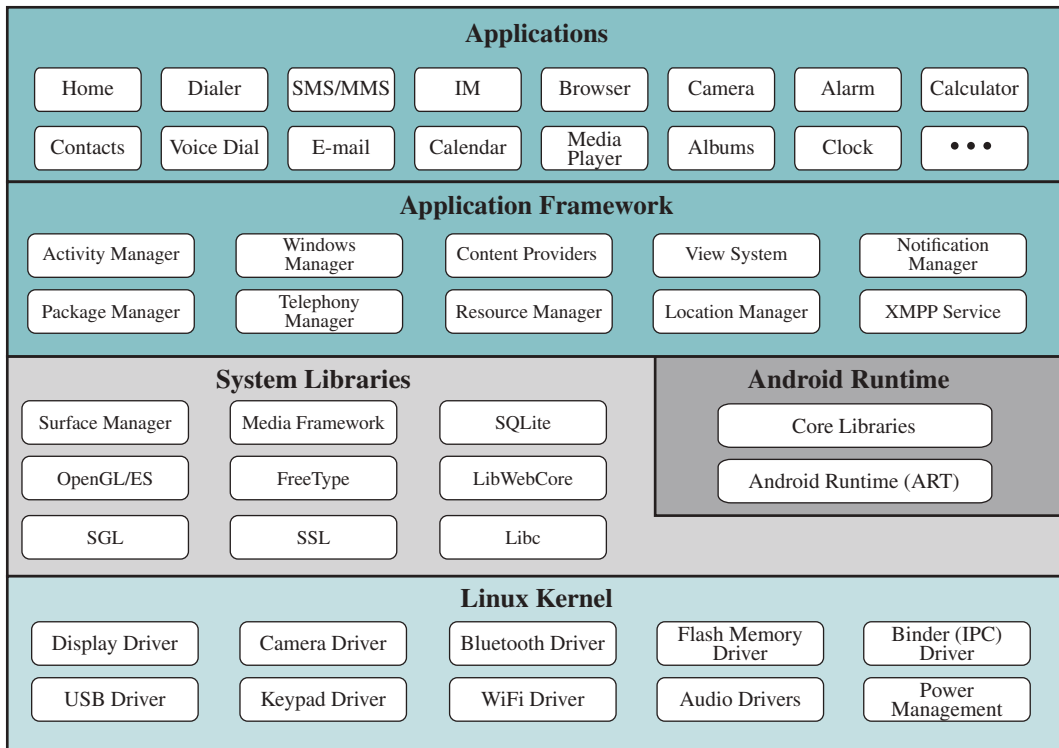 Applications
Home
Dialer
SMS/MMS
IM
Browser
Camera
Alarm
Calculator
Contacts
Voice Dial
E-mail
Calendar
Media
Player
Albums
Clock
•••
Application Framework
Activity Manager
Windows
Manager
Content Providers
View System
Notification
Manager
Package Manager
Telephony
Manager
Resource Manager
Location Manager
XMPP Service
System Libraries
Surface Manager
Media Framework
SQLite
OpenGL/ES
FreeType
LibWebCore
SGL
SSL
Libc
Android Runtime
Core Libraries
Android Runtime (ART)
Linux Kernel
Display Driver
Camera Driver
Bluetooth Driver
Flash Memory
Driver
Binder (IPC)
Driver
USB Driver
Keypad Driver
WiFi Driver
Audio Drivers
Power
Management